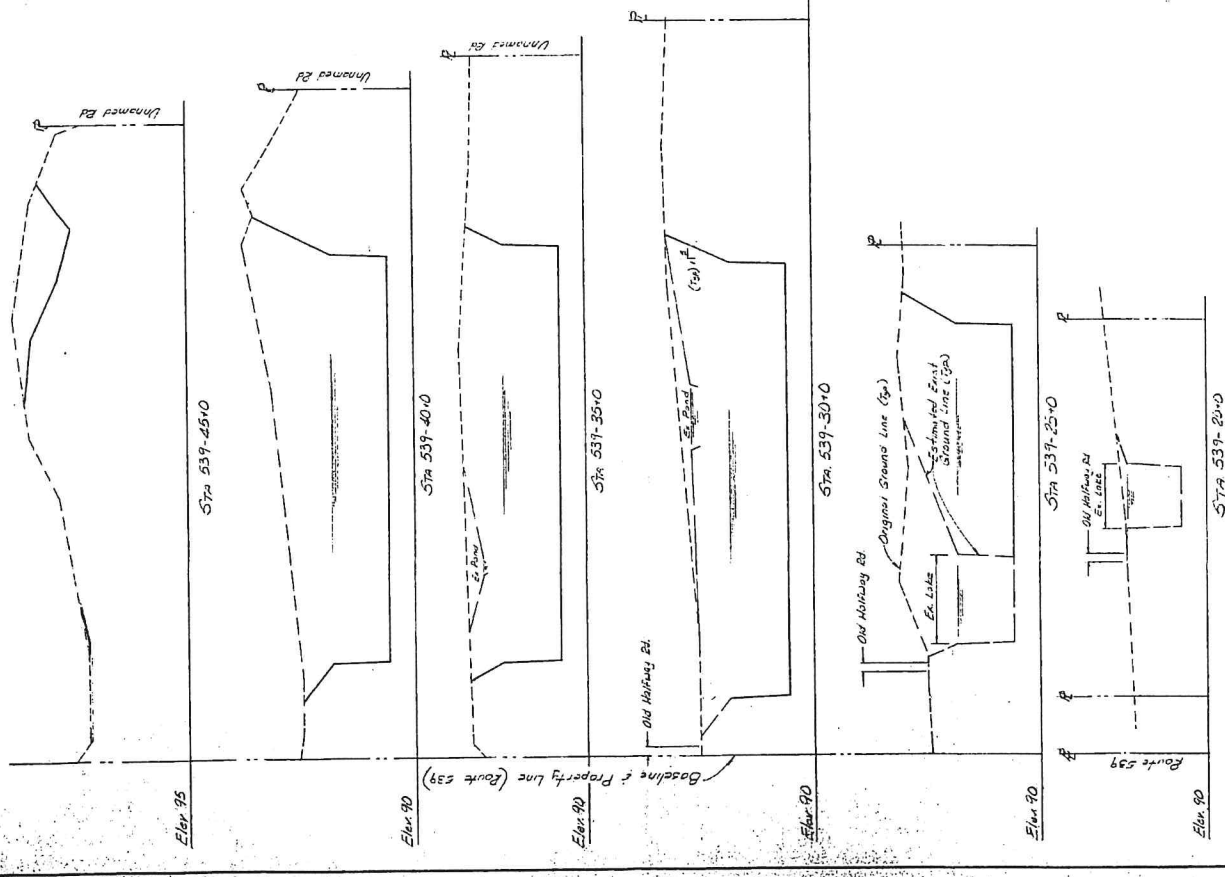 Unnamed Rd
Elev 95
STA 539-45+0
Unnamed Rd
Elev. 90
STA 539-40+0
Unnamed Rd
Ex Pond
Elev. 90
STA 539-35+0
Old Halfway Rd.
Baseline & Property Line (Route 539)
Ex Pond
(Typ)
Elev. 90
STA. 539-30+0
Old Halfway Rd.
Original Ground Line (Typ)
Ex. Lake
Estimated Exist
Ground Line (Typ)
Elev. 90
STA 539-25+0
Old Halfway Rd
Ex. Lake
Route 539
Elev. 90
STA. 539-20+0